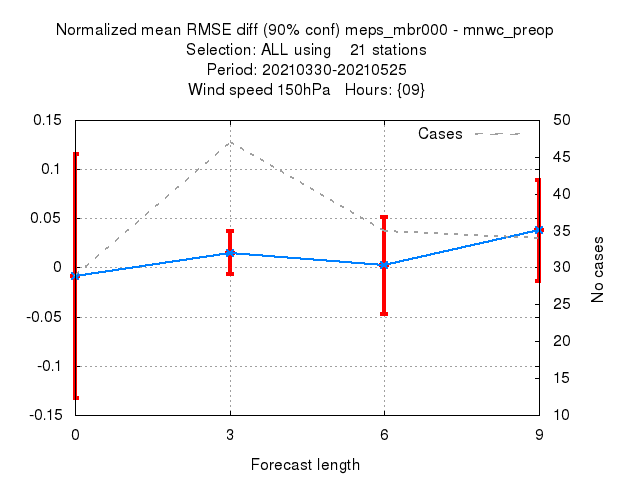 Normalized mean RMSE diff (90% conf) meps_mbr000 - mnwc_preop
Selection: ALL using 21 stations
Period: 20210330-20210525
Wind speed 150hPa Hours: {09}
Cases
0.15
0.1
0.05
0
-0.05
-0.1
-0.15
50
45
40
35
30
25
20
15
10
No cases
0 3 6 9
Forecast length